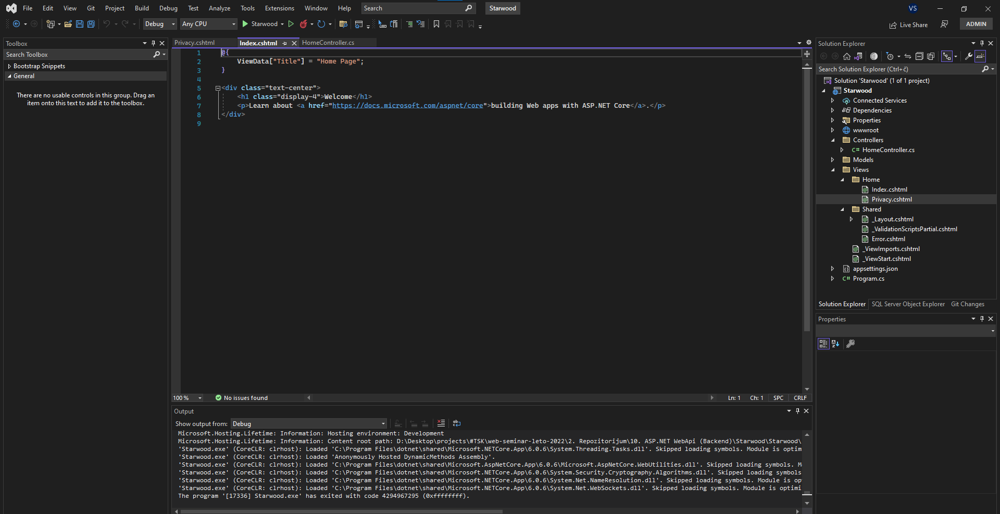 File Edit View Git Project Build Debug Test Analyze Tools Extensions Window Help Search Starwood VS
Debug Any CPU Starwood Live Share ADMIN
Toolbox
Search Toolbox
Bootstrap Snippets
General
There are no usable controls in this group. Drag an
item onto this text to add it to the toolbox.
Privacy.cshtml Index.cshtml HomeController.cs
1 @{
2 ViewData["Title"] = "Home Page";
3 }
4
5 <div class="text-center">
6 <h1 class="display-4">Welcome</h1>
7 <p>Learn about <a href="https://docs.microsoft.com/aspnet/core">building Web apps with ASP.NET Core</a>.</p>
8 </div>
9
100 % No issues found Ln: 1 Ch: 1 SPC CRLF
Output
Show output from: Debug
Microsoft.Hosting.Lifetime: Information: Hosting environment: Development
Microsoft.Hosting.Lifetime: Information: Content root path: D:\Desktop\projects\#TSK\web-seminar-leto-2022\2. Repozitorijum\10. ASP.NET WebApi (Backend)\Starwood\Starwood\
'Starwood.exe' (CoreCLR: clrhost): Loaded 'C:\Program Files\dotnet\shared\Microsoft.NETCore.App\6.0.6\System.Threading.Tasks.dll'. Skipped loading symbols. Module is optim
'Starwood.exe' (CoreCLR: clrhost): Loaded 'Anonymously Hosted DynamicMethods Assembly'.
'Starwood.exe' (CoreCLR: clrhost): Loaded 'C:\Program Files\dotnet\shared\Microsoft.AspNetCore.App\6.0.6\Microsoft.AspNetCore.WebUtilities.dll'. Skipped loading symbols. M
'Starwood.exe' (CoreCLR: clrhost): Loaded 'C:\Program Files\dotnet\shared\Microsoft.NETCore.App\6.0.6\System.Security.Cryptography.Algorithms.dll'. Skipped loading symbols
'Starwood.exe' (CoreCLR: clrhost): Loaded 'C:\Program Files\dotnet\shared\Microsoft.NETCore.App\6.0.6\System.Net.NameResolution.dll'. Skipped loading symbols. Module is op
'Starwood.exe' (CoreCLR: clrhost): Loaded 'C:\Program Files\dotnet\shared\Microsoft.NETCore.App\6.0.6\System.Net.WebSockets.dll'. Skipped loading symbols. Module is optimi
The program '[17336] Starwood.exe' has exited with code 4294967295 (0xffffffff).
Solution Explorer
Search Solution Explorer (Ctrl+č)
Solution 'Starwood' (1 of 1 project)
Starwood
Connected Services
Dependencies
Properties
wwwroot
Controllers
C# HomeController.cs
Models
Views
Home
Index.cshtml
Privacy.cshtml
Shared
_Layout.cshtml
_ValidationScriptsPartial.cshtml
Error.cshtml
_ViewImports.cshtml
_ViewStart.cshtml
appsettings.json
C# Program.cs
Solution Explorer SQL Server Object Explorer Git Changes
Properties